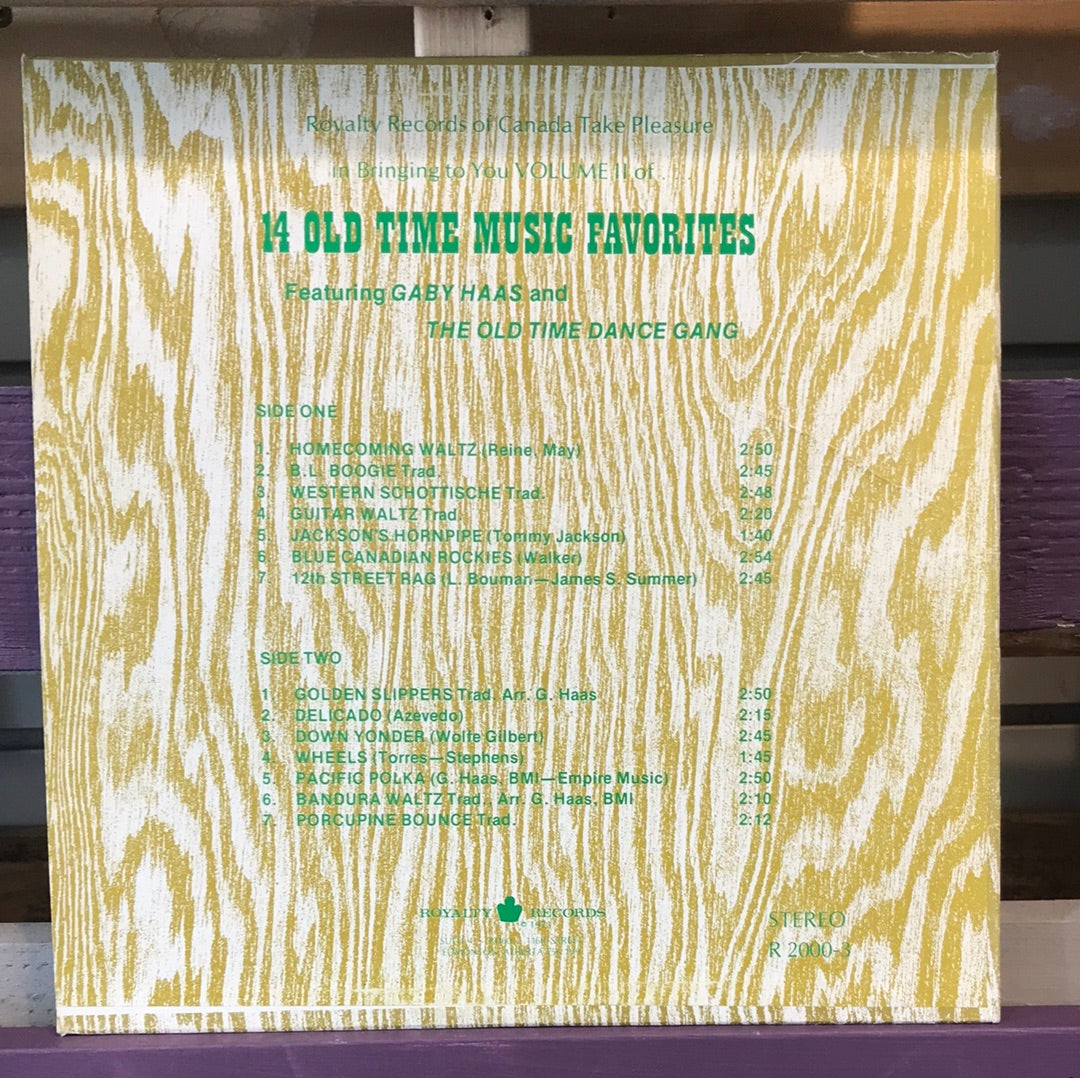 Royalty Records of Canada Take Pleasure
in Bringing to You VOLUME II of . . . .
14 OLD TIME MUSIC FAVORITES
Featuring GABY HAAS and
THE OLD TIME DANCE GANG
SIDE ONE
1. HOMECOMING WALTZ (Reine, May) 2:50
2. B.L. BOOGIE Trad. 2:45
3. WESTERN SCHOTTISCHE Trad. 2:48
4. GUITAR WALTZ Trad. 2:20
5. JACKSON'S HORNPIPE (Tommy Jackson) 1:40
6. BLUE CANADIAN ROCKIES (Walker) 2:54
7. 12th STREET RAG (L. Bouman—James S. Summer) 2:45
SIDE TWO
1. GOLDEN SLIPPERS Trad. Arr. G. Haas 2:50
2. DELICADO (Azevedo) 2:15
3. DOWN YONDER (Wolfe Gilbert) 2:45
4. WHEELS (Torres—Stephens) 1:45
5. PACIFIC POLKA (G. Haas, BMI—Empire Music) 2:50
6. BANDURA WALTZ Trad., Arr. G. Haas, BMI 2:10
7. PORCUPINE BOUNCE Trad. 2:12
ROYALTY RECORDS
EDMONTON ALBERTA
STEREO
R 2000-3